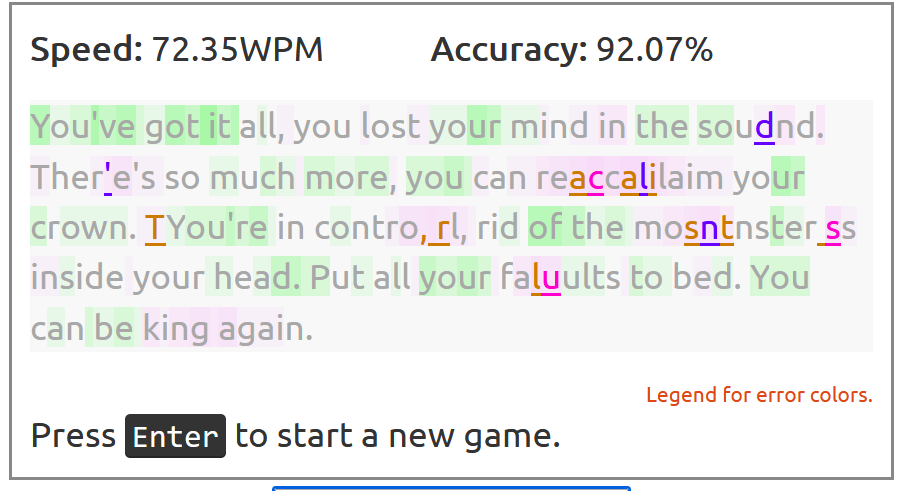 Speed: 72.35WPM Accuracy: 92.07%
You've got it all, you lost your mind in the soudnd.
Ther'e's so much more, you can reaccalilaim your
crown. TYou're in contro, rl, rid of the mosntnster ss
inside your head. Put all your faluults to bed. You
can be king again.
Legend for error colors.
Press Enter to start a new game.